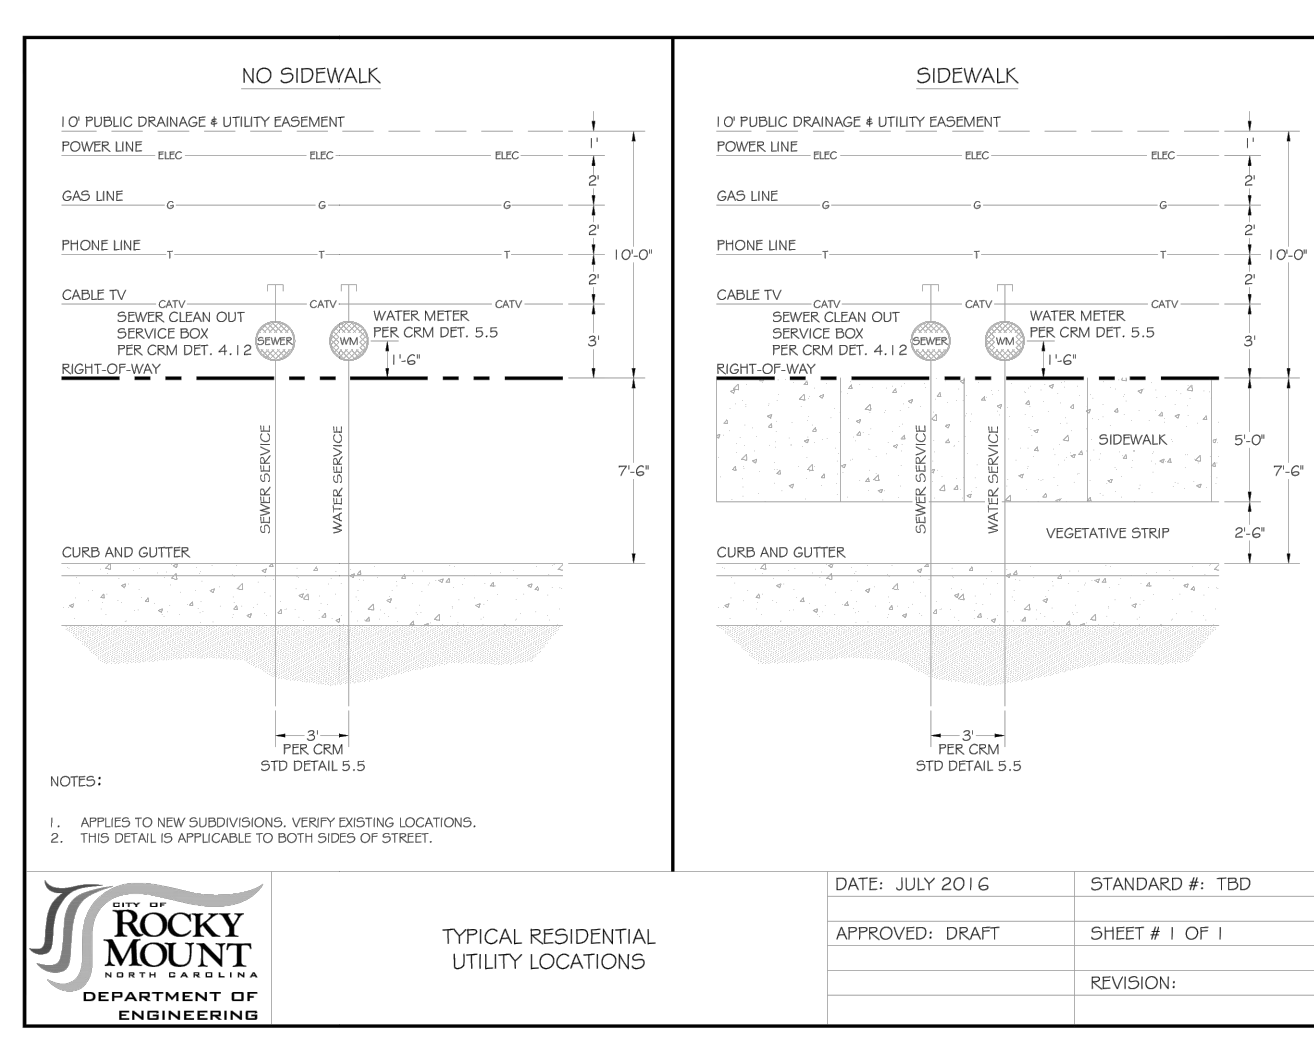 NO SIDEWALK
10' PUBLIC DRAINAGE & UTILITY EASEMENT
1'
POWER LINE
ELEC ELEC ELEC
2'
GAS LINE
G G G
2'
PHONE LINE
T T T
10'-0"
2'
CABLE TV
CATV CATV CATV
SEWER CLEAN OUT
SERVICE BOX
PER CRM DET. 4.12
SEWER
WM
WATER METER
PER CRM DET. 5.5
3'
1'-6"
RIGHT-OF-WAY
SEWER SERVICE
WATER SERVICE
7'-6"
CURB AND GUTTER
3'
PER CRM
STD DETAIL 5.5
NOTES:
1. APPLIES TO NEW SUBDIVISIONS. VERIFY EXISTING LOCATIONS.
2. THIS DETAIL IS APPLICABLE TO BOTH SIDES OF STREET.
SIDEWALK
10' PUBLIC DRAINAGE & UTILITY EASEMENT
1'
POWER LINE
ELEC ELEC ELEC
2'
GAS LINE
G G G
2'
PHONE LINE
T T T
10'-0"
2'
CABLE TV
CATV CATV CATV
SEWER CLEAN OUT
SERVICE BOX
PER CRM DET. 4.12
SEWER
WM
WATER METER
PER CRM DET. 5.5
3'
1'-6"
RIGHT-OF-WAY
SEWER SERVICE
WATER SERVICE
SIDEWALK
5'-0"
7'-6"
VEGETATIVE STRIP
2'-6"
CURB AND GUTTER
3'
PER CRM
STD DETAIL 5.5
CITY OF
ROCKY
MOUNT
NORTH CAROLINA
DEPARTMENT OF
ENGINEERING
TYPICAL RESIDENTIAL
UTILITY LOCATIONS
DATE: JULY 2016
STANDARD #: TBD
APPROVED: DRAFT
SHEET # 1 OF 1
REVISION: